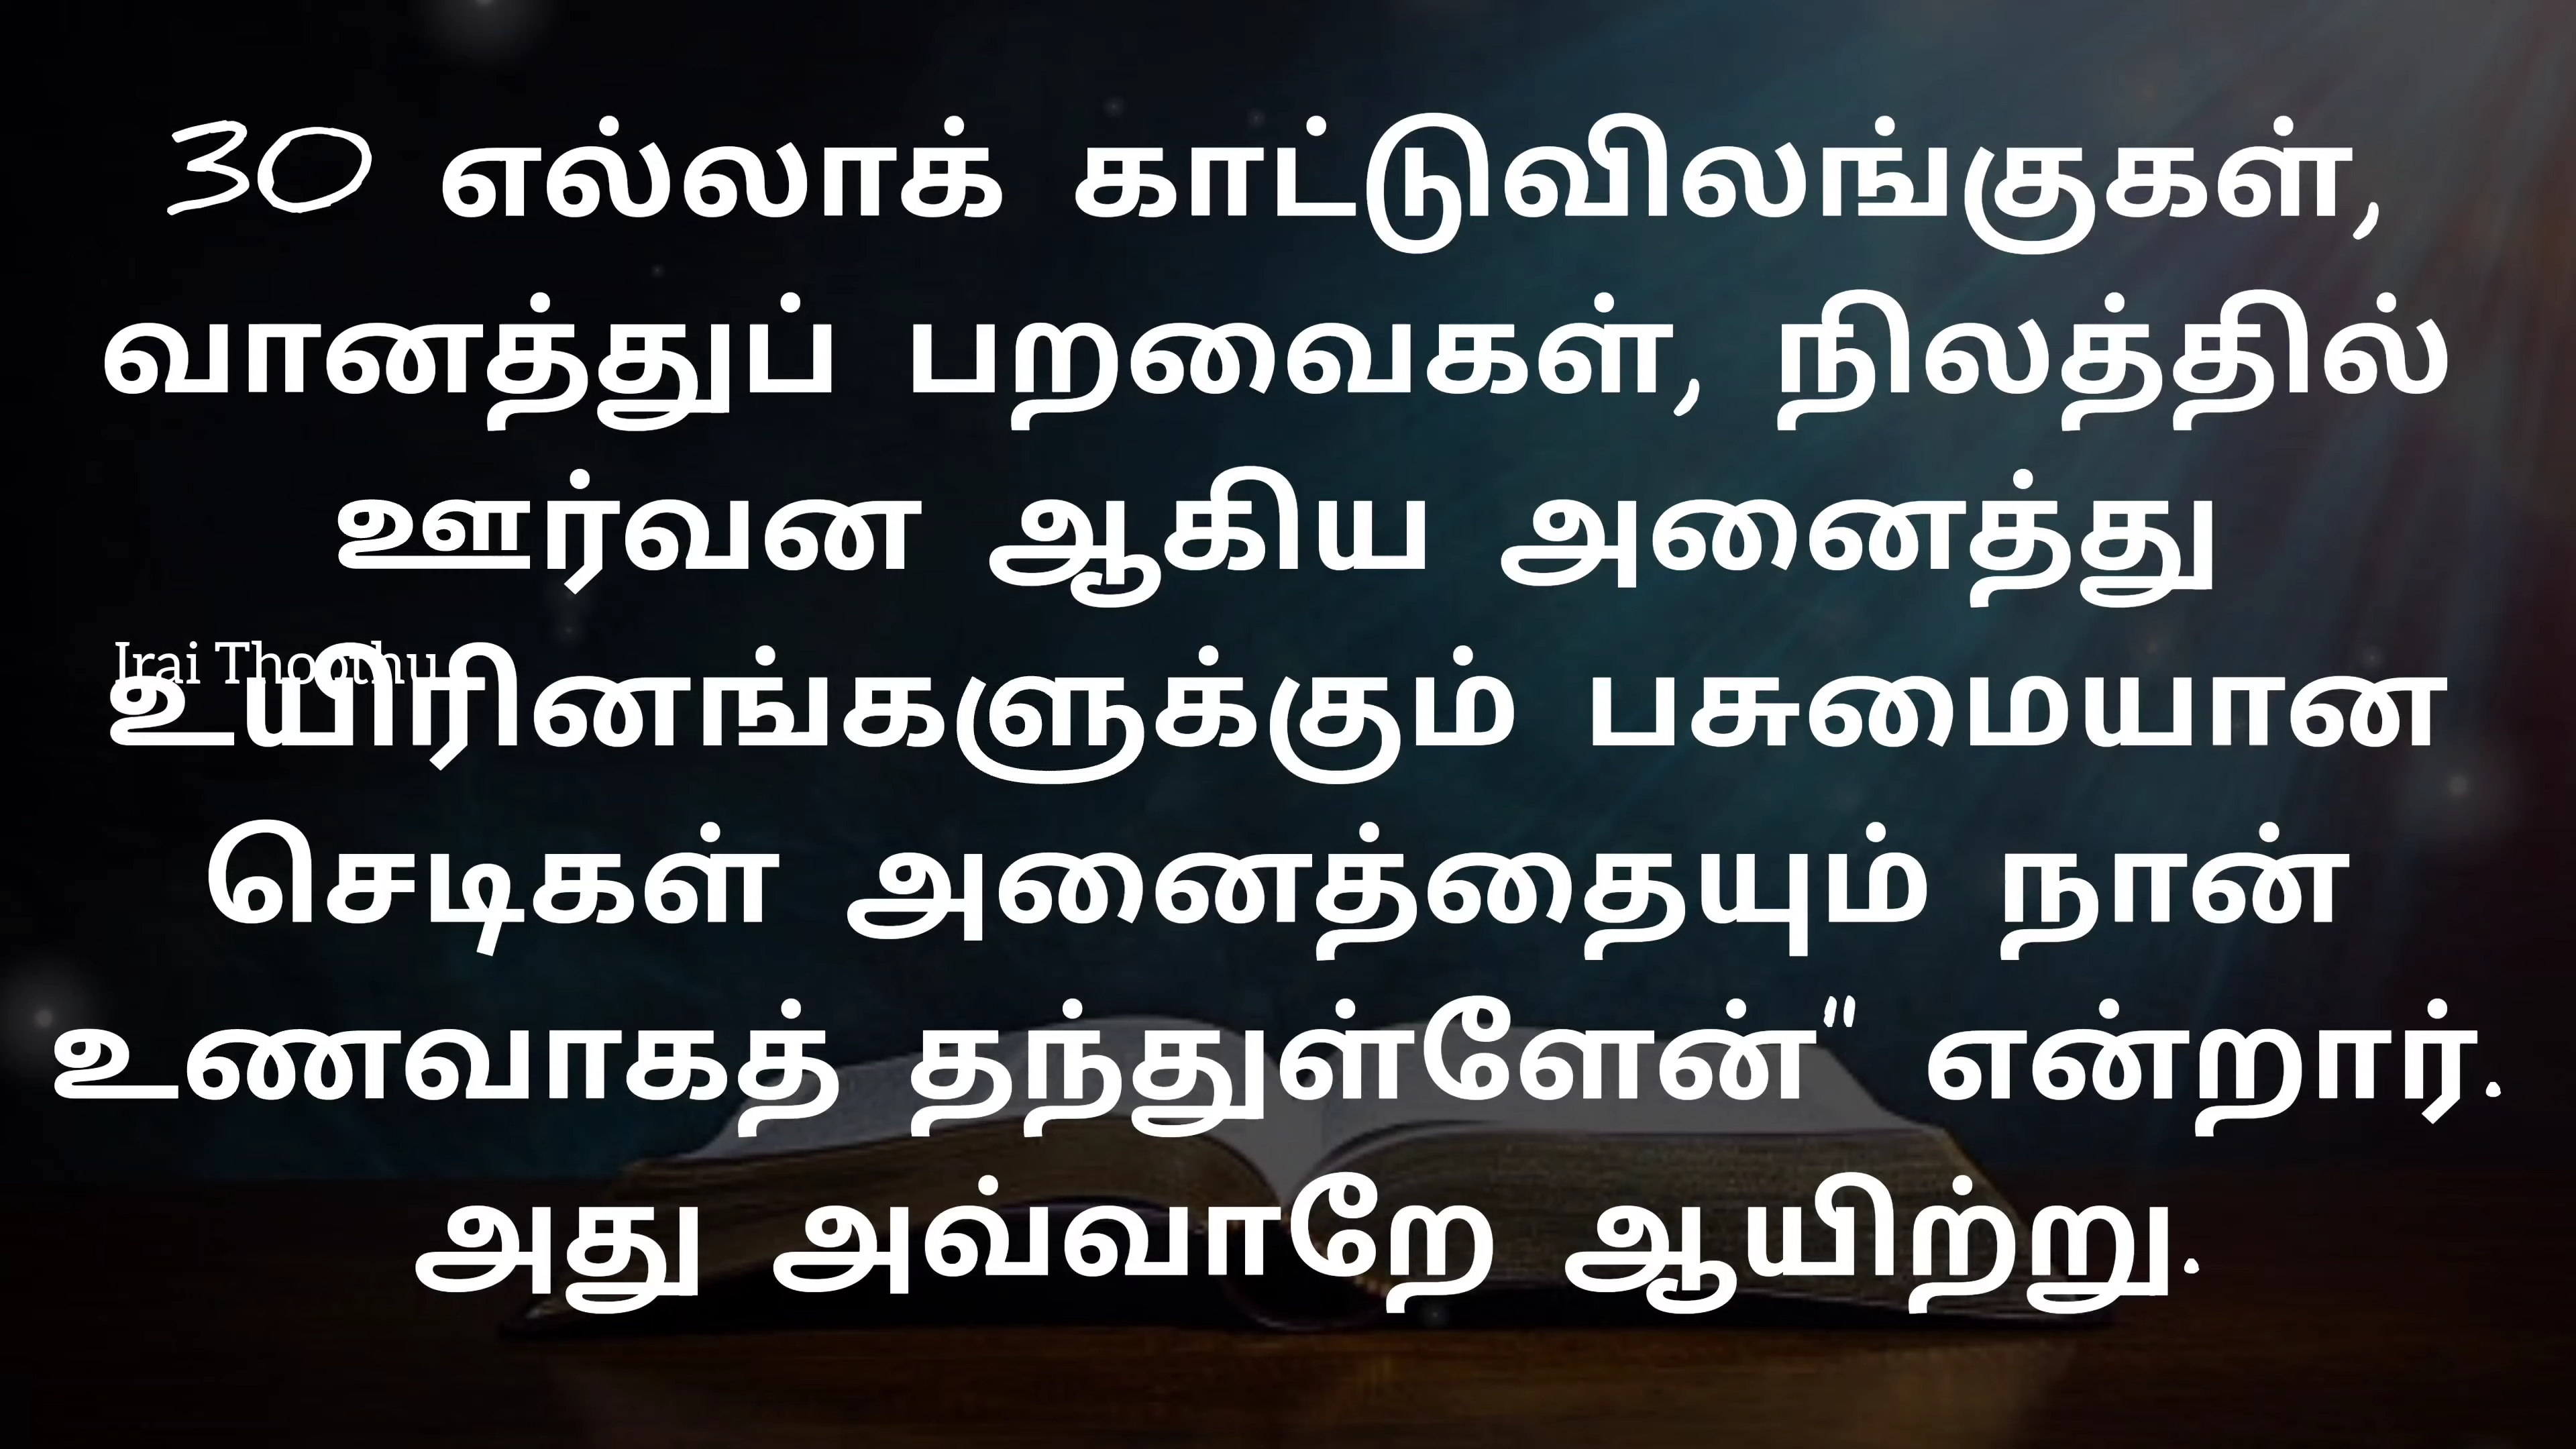 30 எல்லாக் காட்டுவிலங்குகள்,
வானத்துப் பறவைகள், நிலத்தில்
ஊர்வன ஆகிய அனைத்து
Irai Thoothu
உயிரினங்களுக்கும் பசுமையான
செடிகள் அனைத்தையும் நான்
உணவாகத் தந்துள்ளேன்" என்றார்.
அது அவ்வாறே ஆயிற்று.